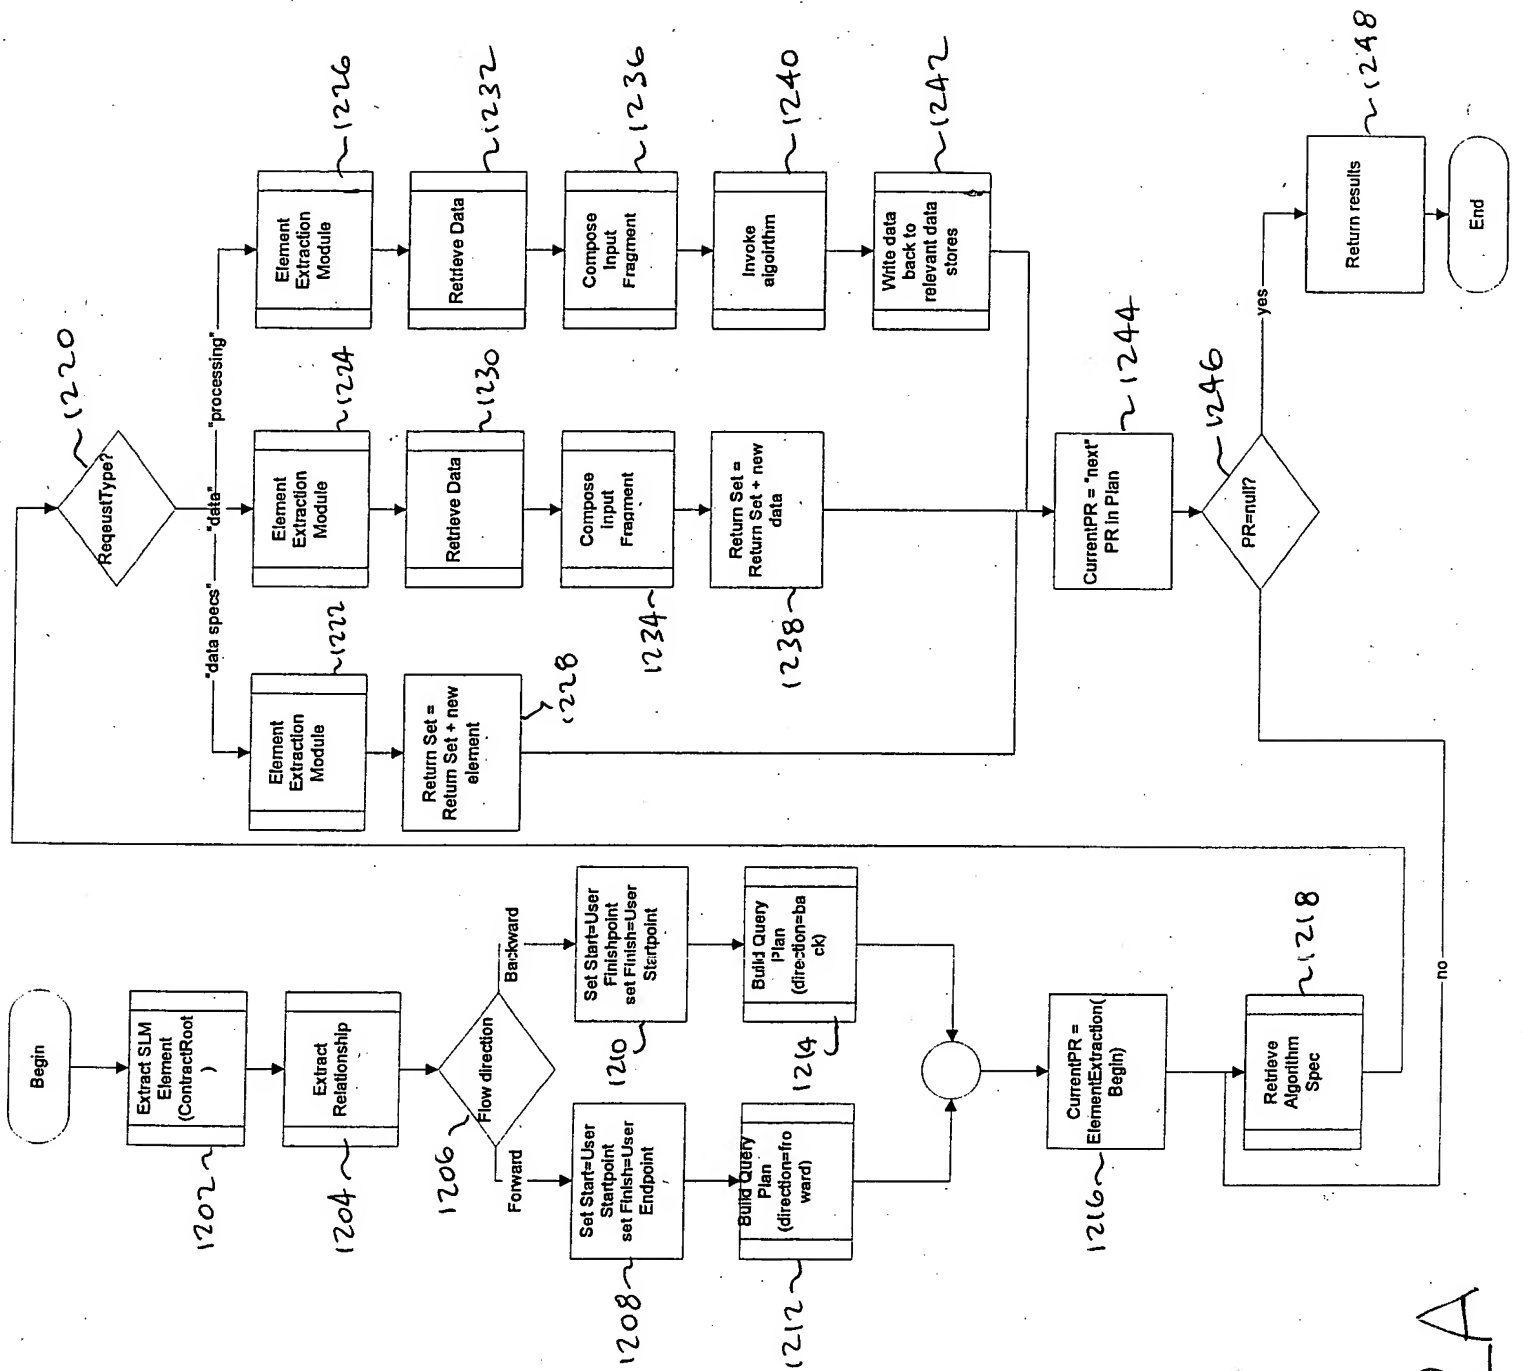 Begin
Extract SLM
Element
(ContractRoot
)
1202
Extract
Relationship
1204
Flow direction
1206
Forward
Backward
Set Start=User
Startpoint
set Finish=User
Endpoint
1208
Set Start=User
Finishpoint
set Finish=User
Startpoint
1210
Build Query
Plan
(direction=fro
ward)
1212
Build Query
Plan
(direction=ba
ck)
1214
CurrentPR =
ElementExtraction(
Begin)
1216
Retrieve
Algorithm
Spec
1218
ReqeustType?
1220
"data specs"
"data"
"processing"
Element
Extraction
Module
1222
Return Set =
Return Set + new
element
1228
Element
Extraction
Module
1224
Retrieve Data
1230
Compose
Input
Fragment
1234
Return Set =
Return Set + new
data
1238
Element
Extraction
Module
1226
Retrieve Data
1232
Compose
Input
Fragment
1236
Invoke
algoirthm
1240
Write data
back to
relevant data
stores
1242
CurrentPR = "next"
PR in Plan
1244
PR=null?
1246
no
yes
Return results
1248
End